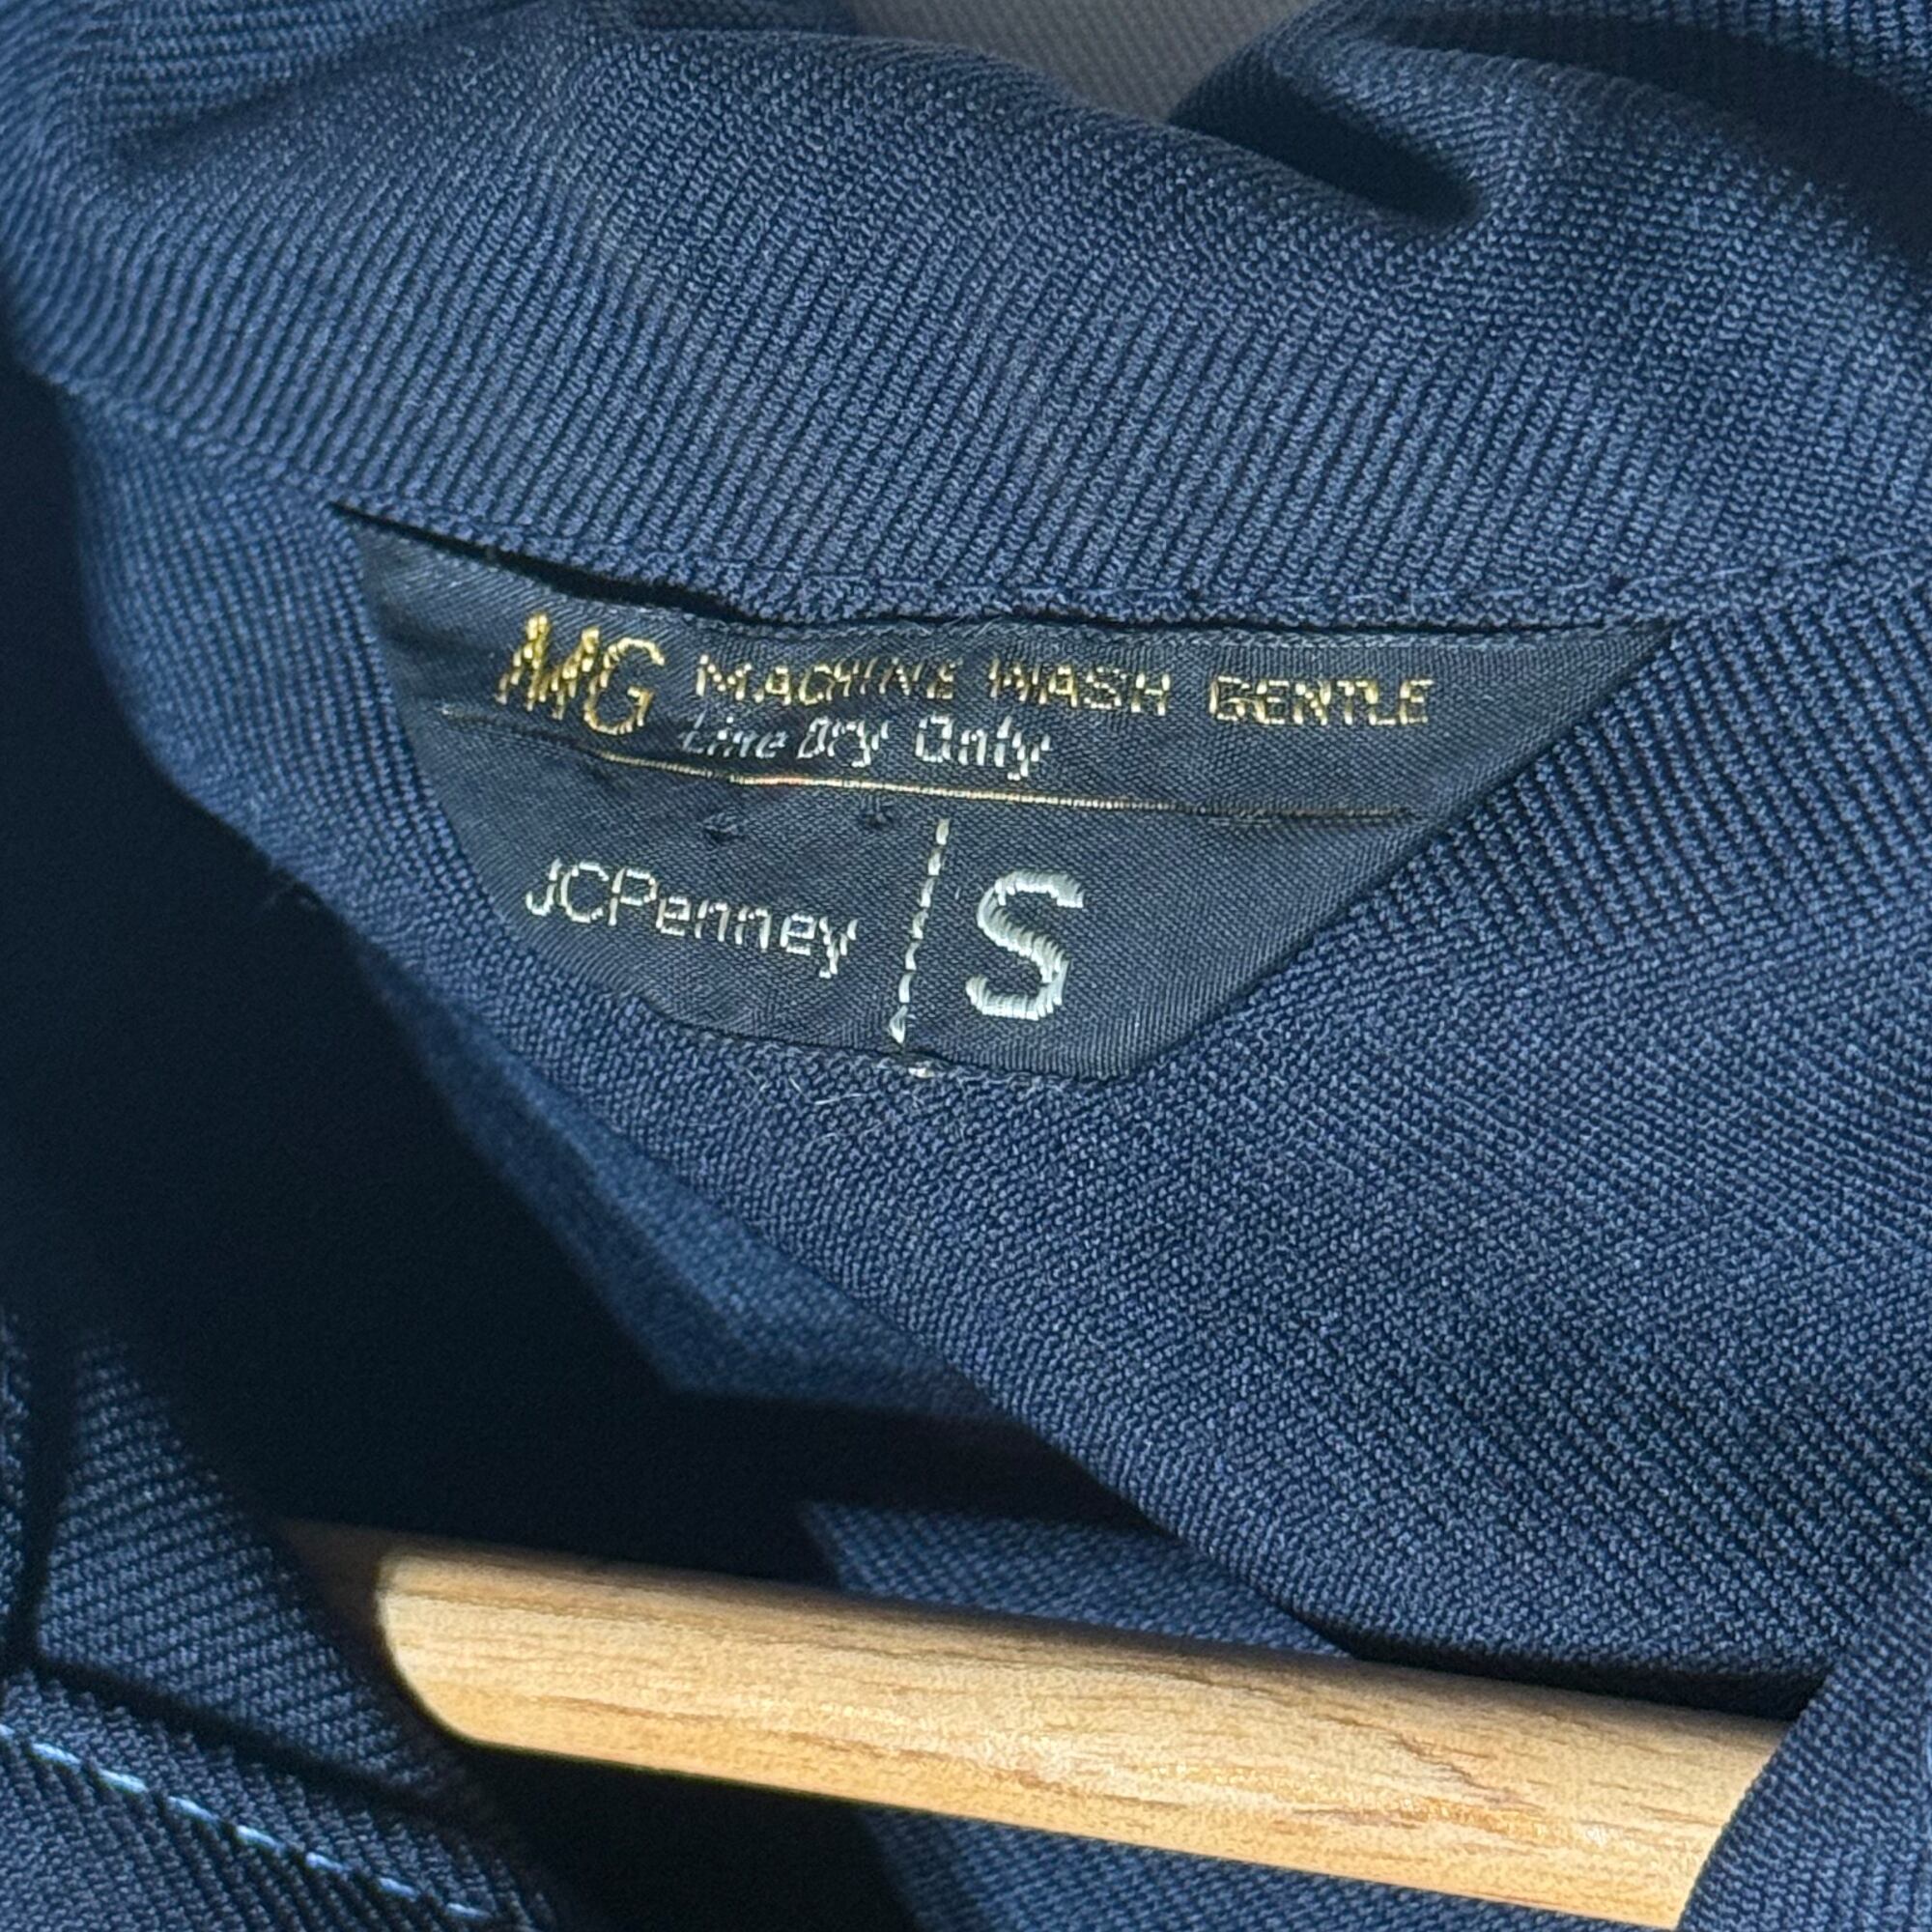 MG MACHINE WASH GENTLE
Line Dry Only
JCPenney S